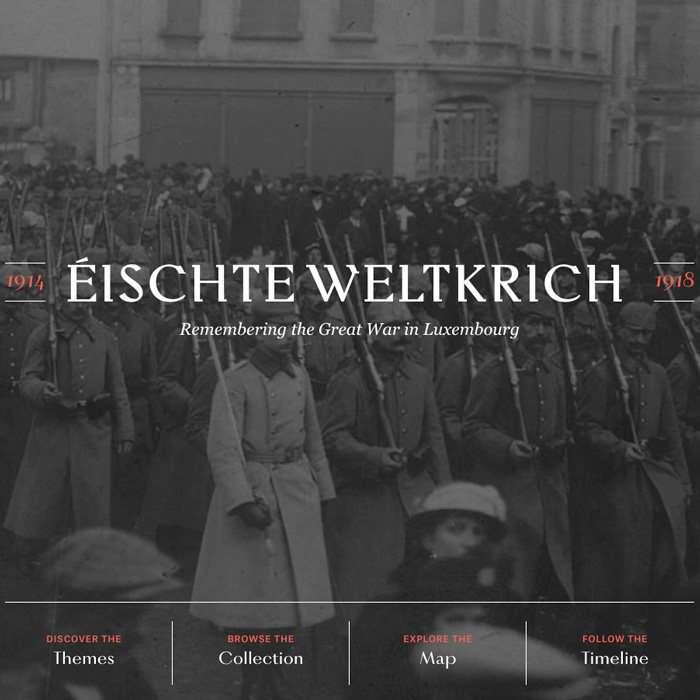 1914
ÉISCHTE WELTKRICH
1918
Remembering the Great War in Luxembourg
DISCOVER THE
Themes
BROWSE THE
Collection
EXPLORE THE
Map
FOLLOW THE
Timeline